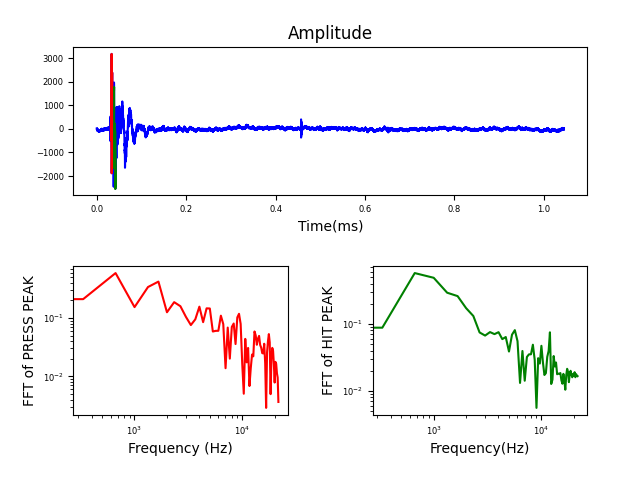 Amplitude
3000
2000
1000
0
−1000
−2000
0.0 0.2 0.4 0.6 0.8 1.0
Time(ms)
FFT of PRESS PEAK
10⁻¹
10⁻²
10³ 10⁴
Frequency (Hz)
FFT of HIT PEAK
10⁻¹
10⁻²
10³ 10⁴
Frequency(Hz)